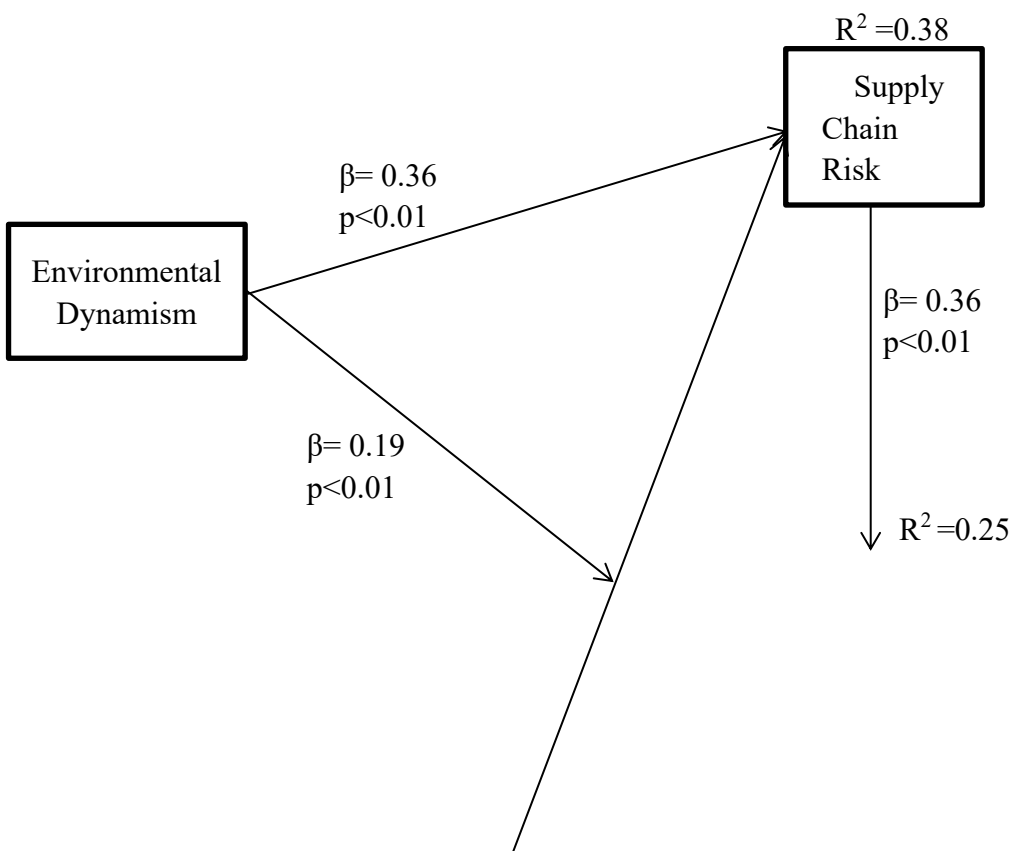 R² =0.38
Supply
Chain
Risk
β= 0.36
p<0.01
Environmental
Dynamism
β= 0.36
p<0.01
β= 0.19
p<0.01
R² =0.25